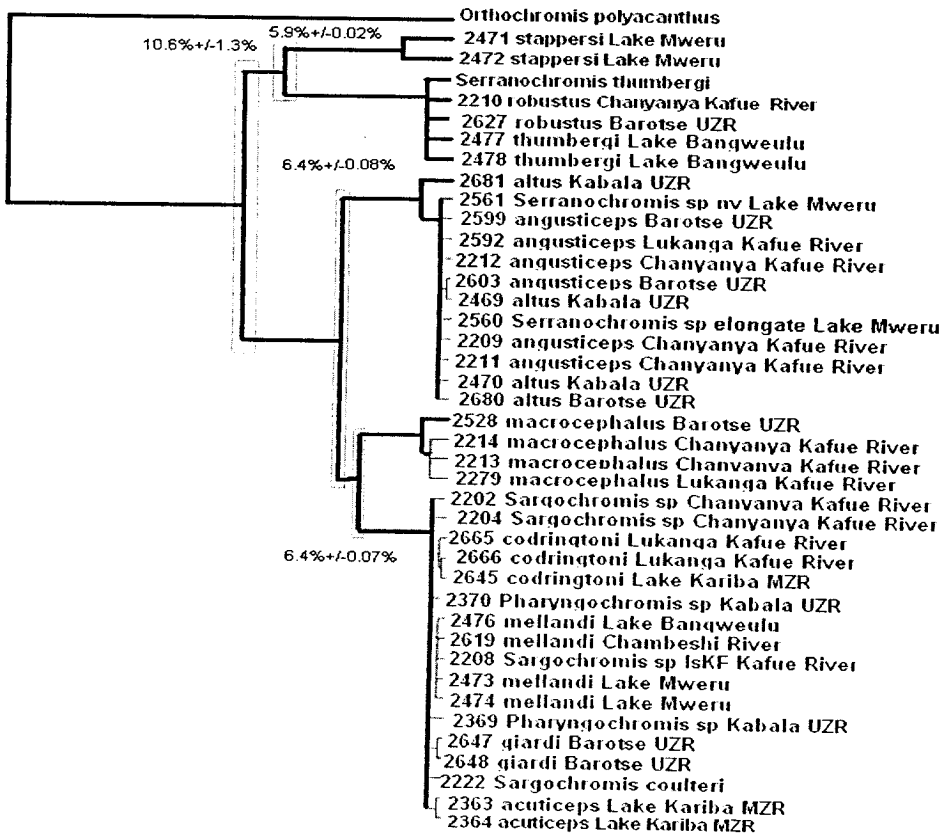 Orthochromis polyacanthus
5.9%+/-0.02%
10.6%+/-1.3%
2471 stappersi Lake Mweru
2472 stappersi Lake Mweru
Serranochromis thumbergi
2210 robustus Chanyanya Kafue River
2627 robustus Barotse UZR
2477 thumbergi Lake Bangweulu
2478 thumbergi Lake Bangweulu
6.4%+/-0.08%
2681 altus Kabala UZR
2561 Serranochromis sp nv Lake Mweru
2599 angusticeps Barotse UZR
2592 angusticeps Lukanga Kafue River
2212 angusticeps Chanyanya Kafue River
2603 angusticeps Barotse UZR
2469 altus Kabala UZR
2560 Serranochromis sp elongate Lake Mweru
2209 angusticeps Chanyanya Kafue River
2211 angusticeps Chanyanya Kafue River
2470 altus Kabala UZR
2680 altus Barotse UZR
2528 macrocephalus Barotse UZR
2214 macrocephalus Chanyanya Kafue River
2213 macrocephalus Chanyanya Kafue River
2279 macrocephalus Lukanga Kafue River
2202 Sargochromis sp Chanyanya Kafue River
2204 Sargochromis sp Chanyanya Kafue River
2665 codringtoni Lukanga Kafue River
6.4%+/-0.07%
2666 codringtoni Lukanga Kafue River
2645 codringtoni Lake Kariba MZR
2370 Pharyngochromis sp Kabala UZR
2476 mellandi Lake Bangweulu
2619 mellandi Chambeshi River
2208 Sargochromis sp IsKF Kafue River
2473 mellandi Lake Mweru
2474 mellandi Lake Mweru
2369 Pharyngochromis sp Kabala UZR
2647 giardi Barotse UZR
2648 giardi Barotse UZR
2222 Sargochromis coulteri
2363 acuticeps Lake Kariba MZR
2364 acuticeps Lake Kariba MZR